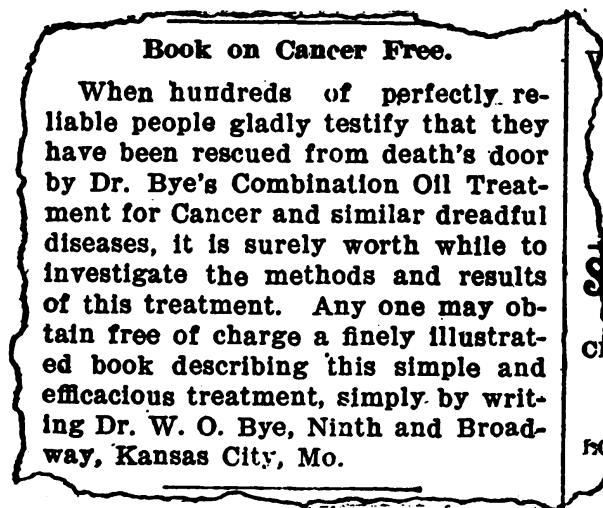 Book on Cancer Free.
When hundreds of perfectly re-
liable people gladly testify that they
have been rescued from death's door
by Dr. Bye's Combination Oil Treat-
ment for Cancer and similar dreadful
diseases, it is surely worth while to
investigate the methods and results
of this treatment. Any one may ob-
tain free of charge a finely illustrat-
ed book describing this simple and
efficacious treatment, simply by writ-
ing Dr. W. O. Bye, Ninth and Broad-
way, Kansas City, Mo.